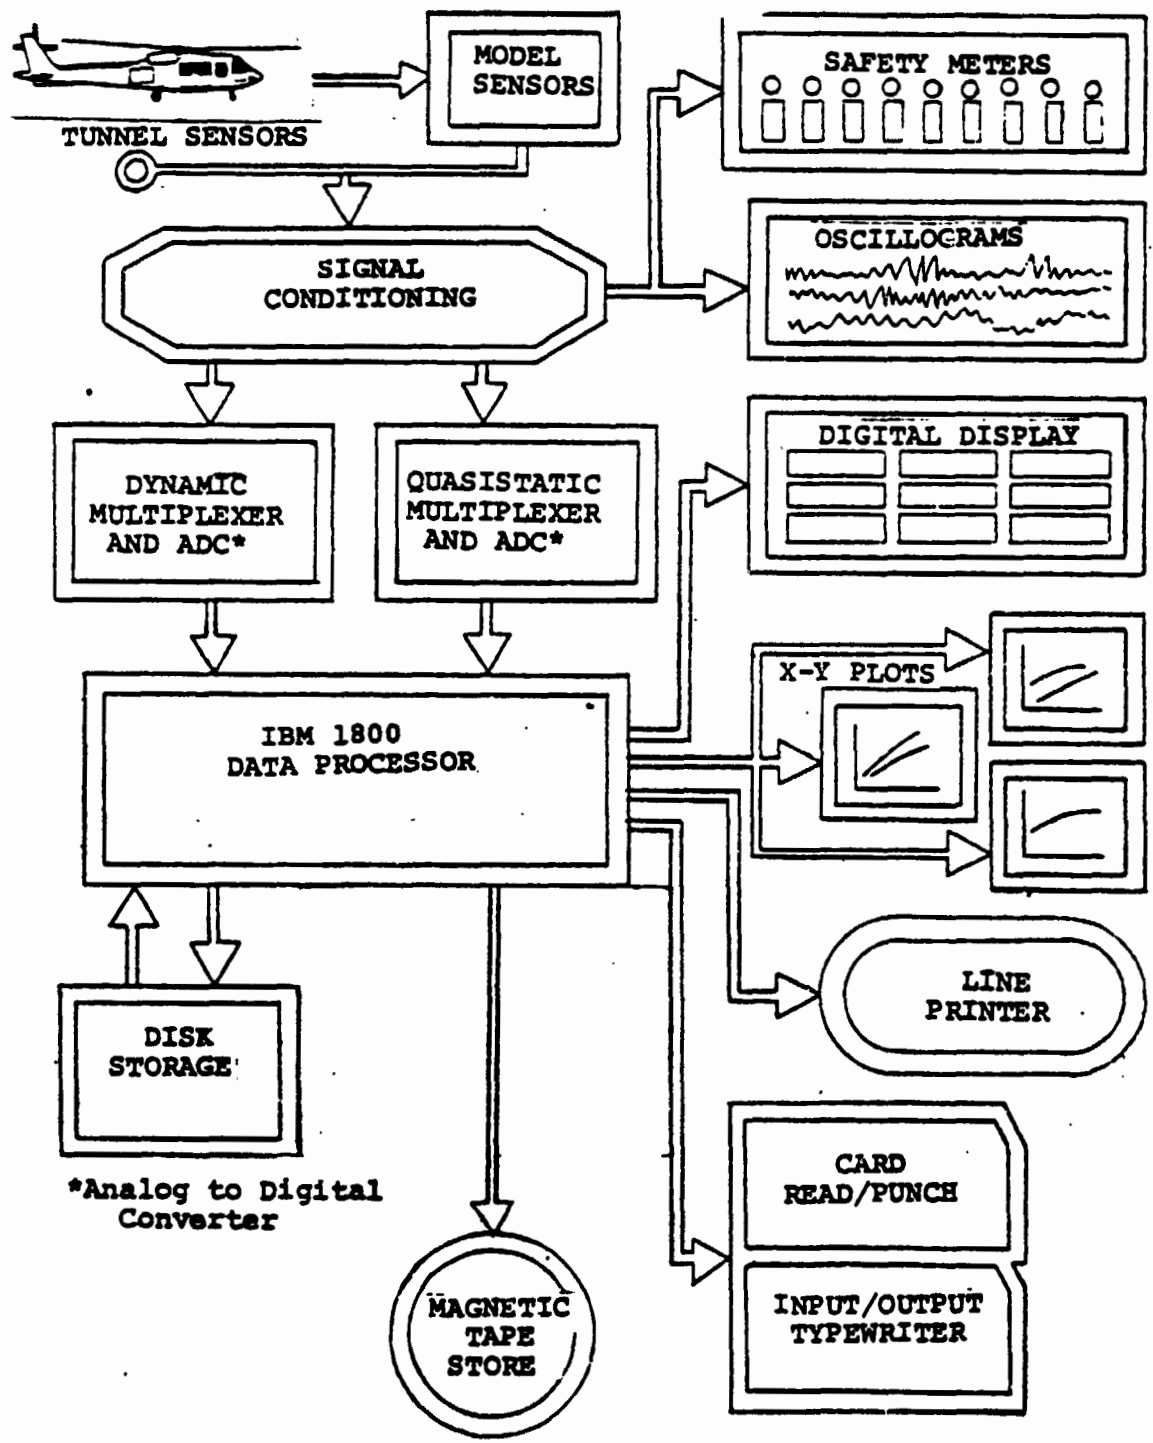 MODEL
SENSORS
TUNNEL SENSORS
SAFETY METERS
SIGNAL
CONDITIONING
OSCILLOGRAMS
DYNAMIC
MULTIPLEXER
AND ADC*
QUASISTATIC
MULTIPLEXER
AND ADC*
DIGITAL DISPLAY
IBM 1800
DATA PROCESSOR
X-Y PLOTS
DISK
STORAGE
LINE
PRINTER
*Analog to Digital
Converter
CARD
READ/PUNCH
MAGNETIC
TAPE
STORE
INPUT/OUTPUT
TYPEWRITER